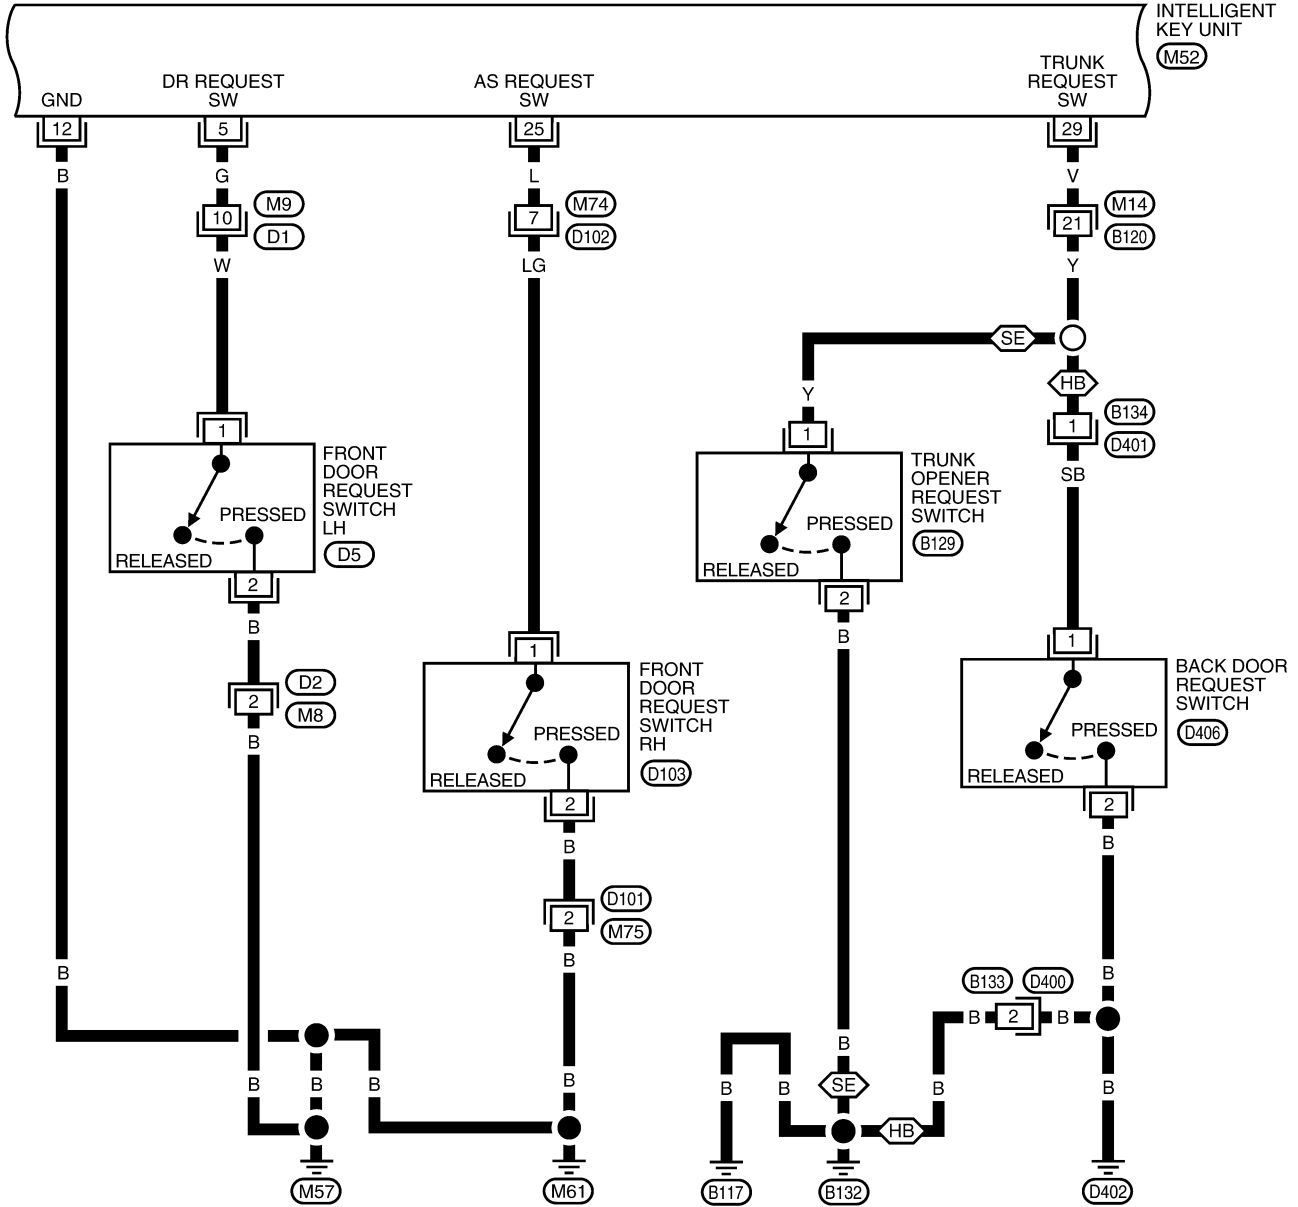 INTELLIGENT
KEY UNIT
M52
GND
DR REQUEST
SW
AS REQUEST
SW
TRUNK
REQUEST
SW
12
5
25
29
B
G
L
V
10
M9
D1
7
M74
D102
21
M14
B120
W
LG
Y
SE
HB
Y
1
B134
D401
SB
1
FRONT
DOOR
REQUEST
SWITCH
LH
D5
PRESSED
RELEASED
2
B
2
D2
M8
B
1
TRUNK
OPENER
REQUEST
SWITCH
B129
PRESSED
RELEASED
2
B
1
FRONT
DOOR
REQUEST
SWITCH
RH
D103
PRESSED
RELEASED
2
B
2
D101
M75
B
1
BACK DOOR
REQUEST
SWITCH
D406
PRESSED
RELEASED
2
B
B
B
B133
D400
B
2
B
B
B
B
B
B
B
B
SE
B
B
HB
M57
M61
B117
B132
D402